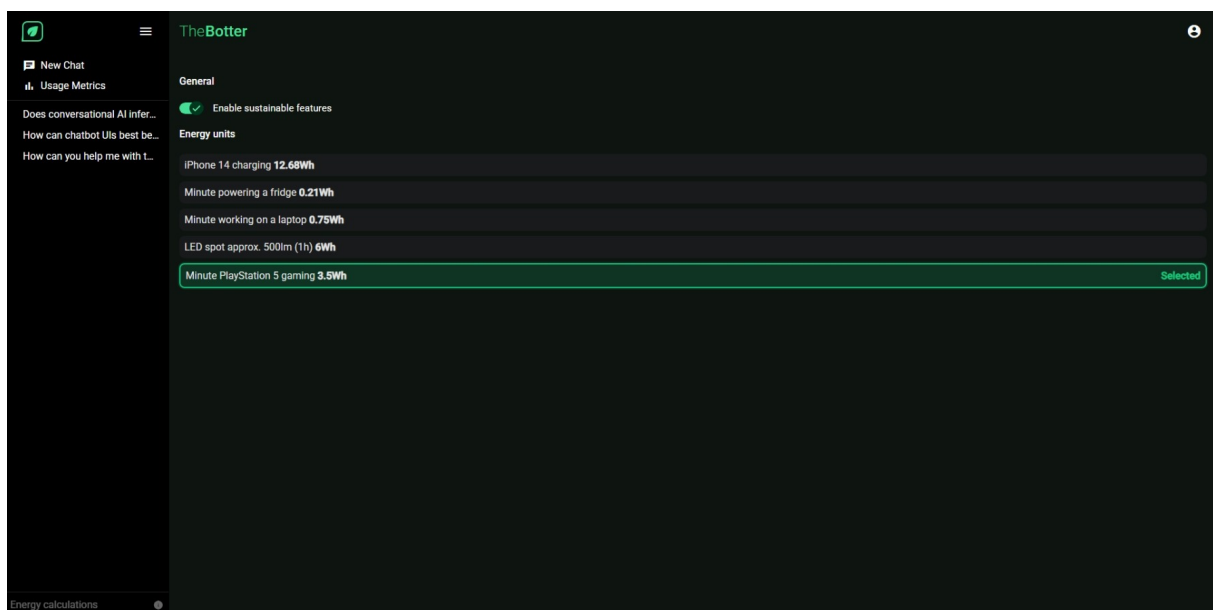 TheBotter
New Chat
Usage Metrics
Does conversational AI infer...
How can chatbot UIs best be...
How can you help me with t...
General
Enable sustainable features
Energy units
iPhone 14 charging 12.68Wh
Minute powering a fridge 0.21Wh
Minute working on a laptop 0.75Wh
LED spot approx. 500lm (1h) 6Wh
Minute PlayStation 5 gaming 3.5Wh Selected
Energy calculations